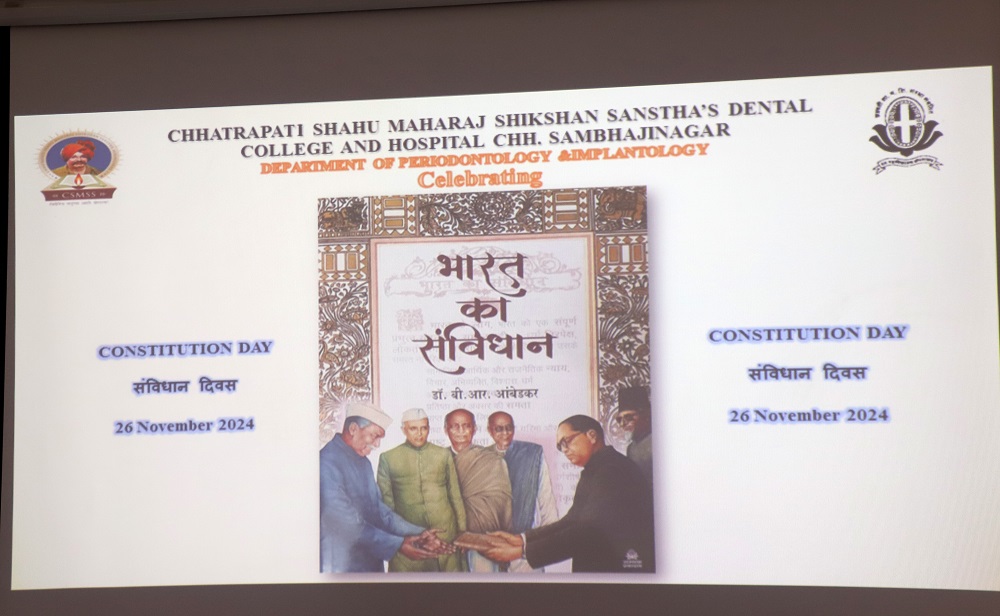 CHHATRAPATI SHAHU MAHARAJ SHIKSHAN SANSTHA'S DENTAL
COLLEGE AND HOSPITAL CHH. SAMBHAJINAGAR
DEPARTMENT OF PERIODONTOLOGY &IMPLANTOLOGY
Celebrating
CSMSS
भारत
का
संविधान
डॉ. बी.आर. आंबेडकर
CONSTITUTION DAY
संविधान दिवस
26 November 2024
CONSTITUTION DAY
संविधान दिवस
26 November 2024